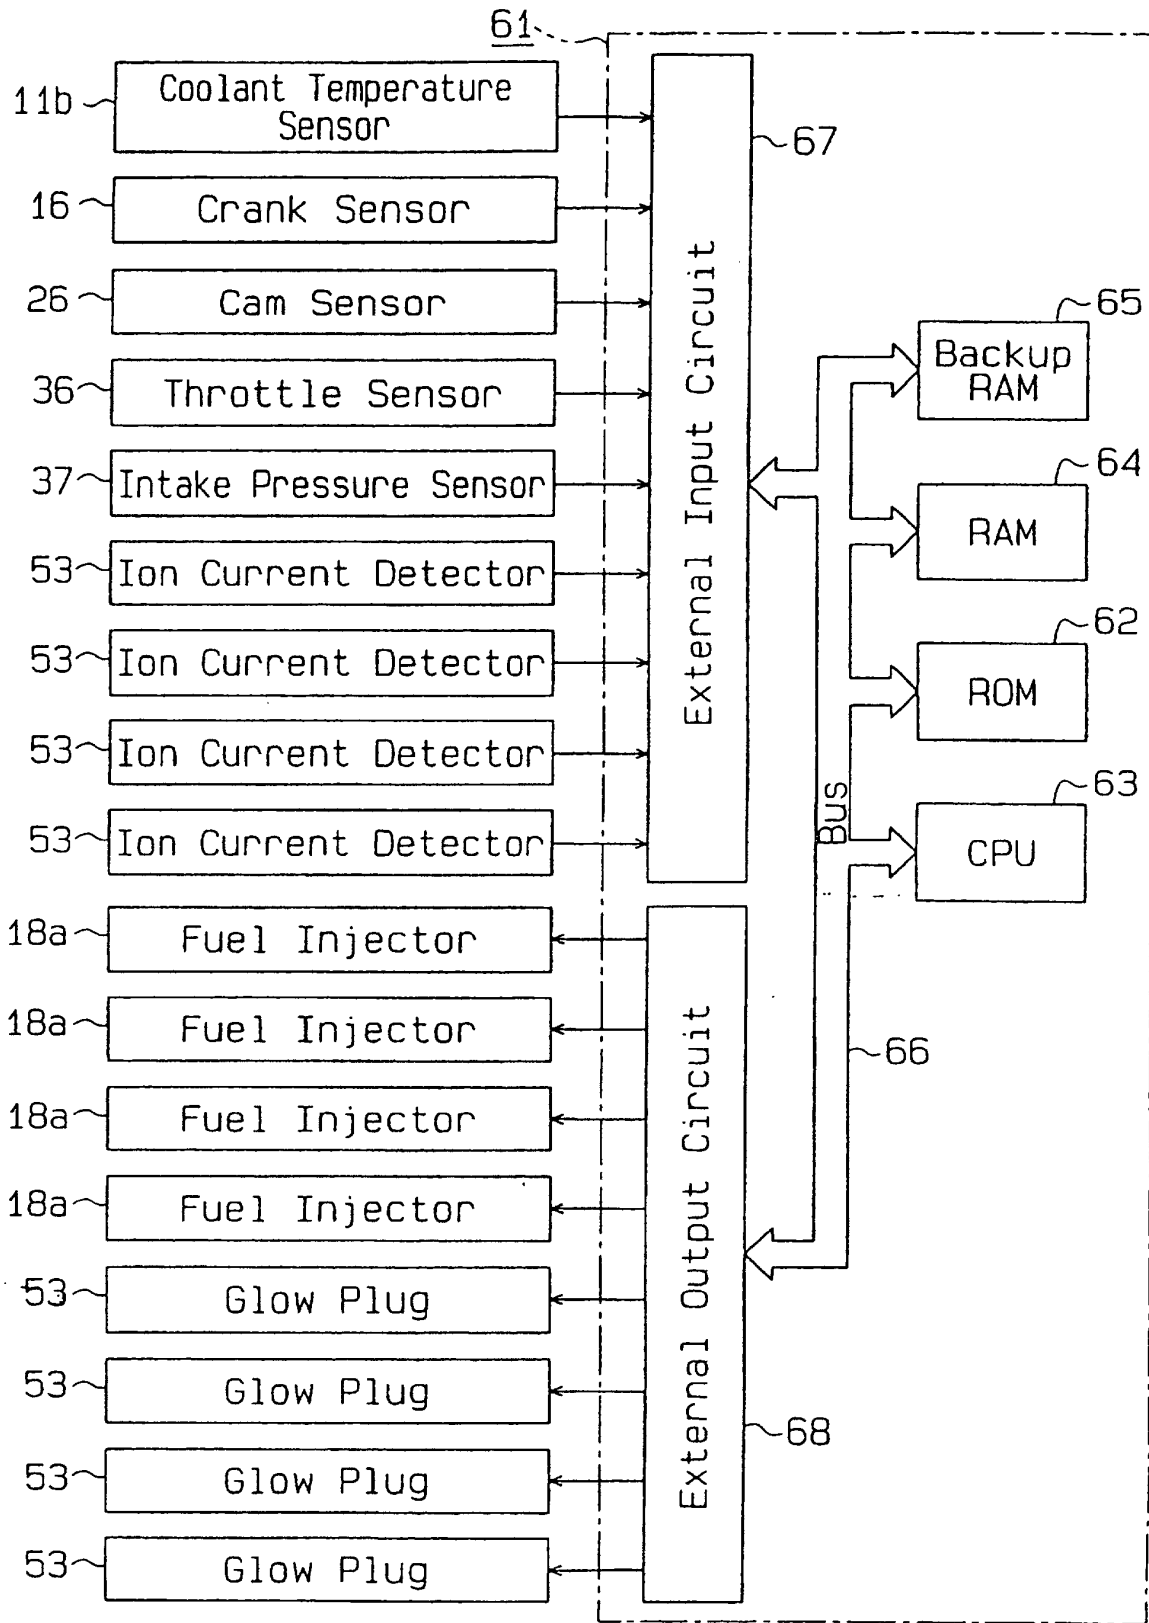 61
11b
Coolant Temperature
Sensor
67
16
Crank Sensor
26
Cam Sensor
36
Throttle Sensor
37
Intake Pressure Sensor
53
Ion Current Detector
53
Ion Current Detector
53
Ion Current Detector
53
Ion Current Detector
External Input Circuit
65
Backup
RAM
64
RAM
62
ROM
63
CPU
Bus
66
18a
Fuel Injector
18a
Fuel Injector
18a
Fuel Injector
18a
Fuel Injector
53
Glow Plug
53
Glow Plug
53
Glow Plug
53
Glow Plug
External Output Circuit
68